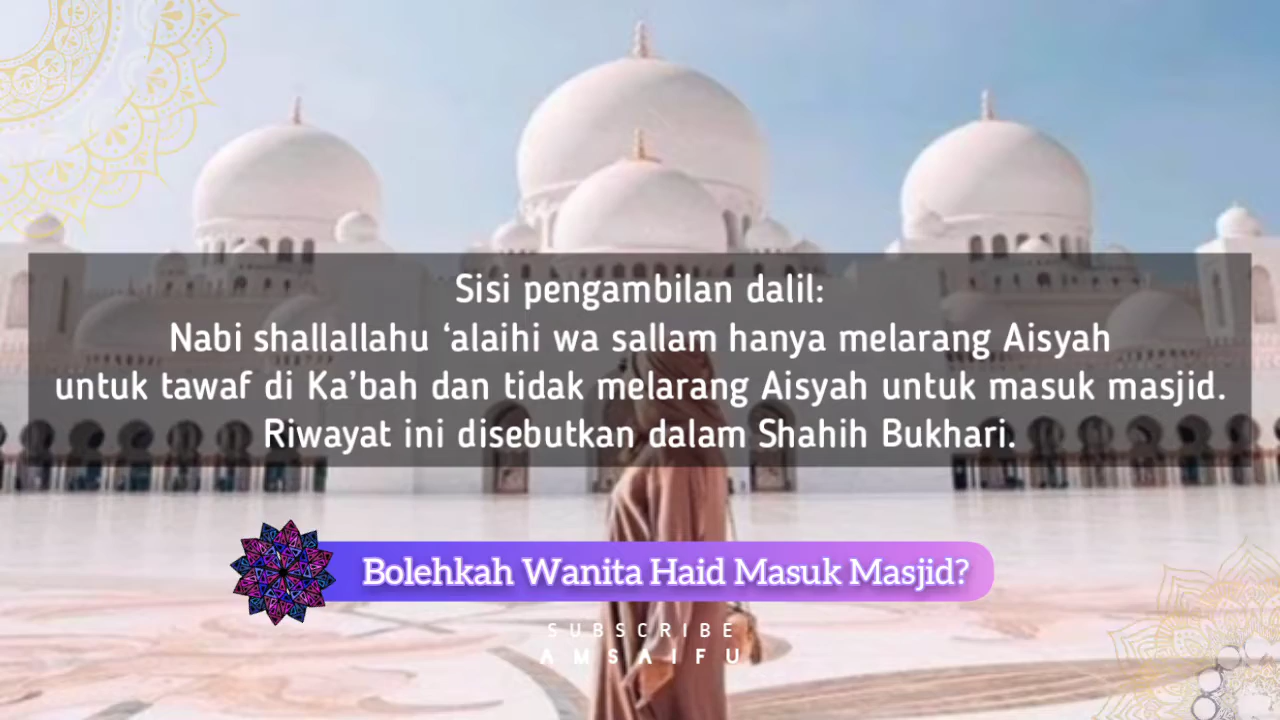 Sisi pengambilan dalil:
Nabi shallallahu ‘alaihi wa sallam hanya melarang Aisyah
untuk tawaf di Ka’bah dan tidak melarang Aisyah untuk masuk masjid.
Riwayat ini disebutkan dalam Shahih Bukhari.
Bolehkah Wanita Haid Masuk Masjid?
SUBSCRIBE
AMSAIFU